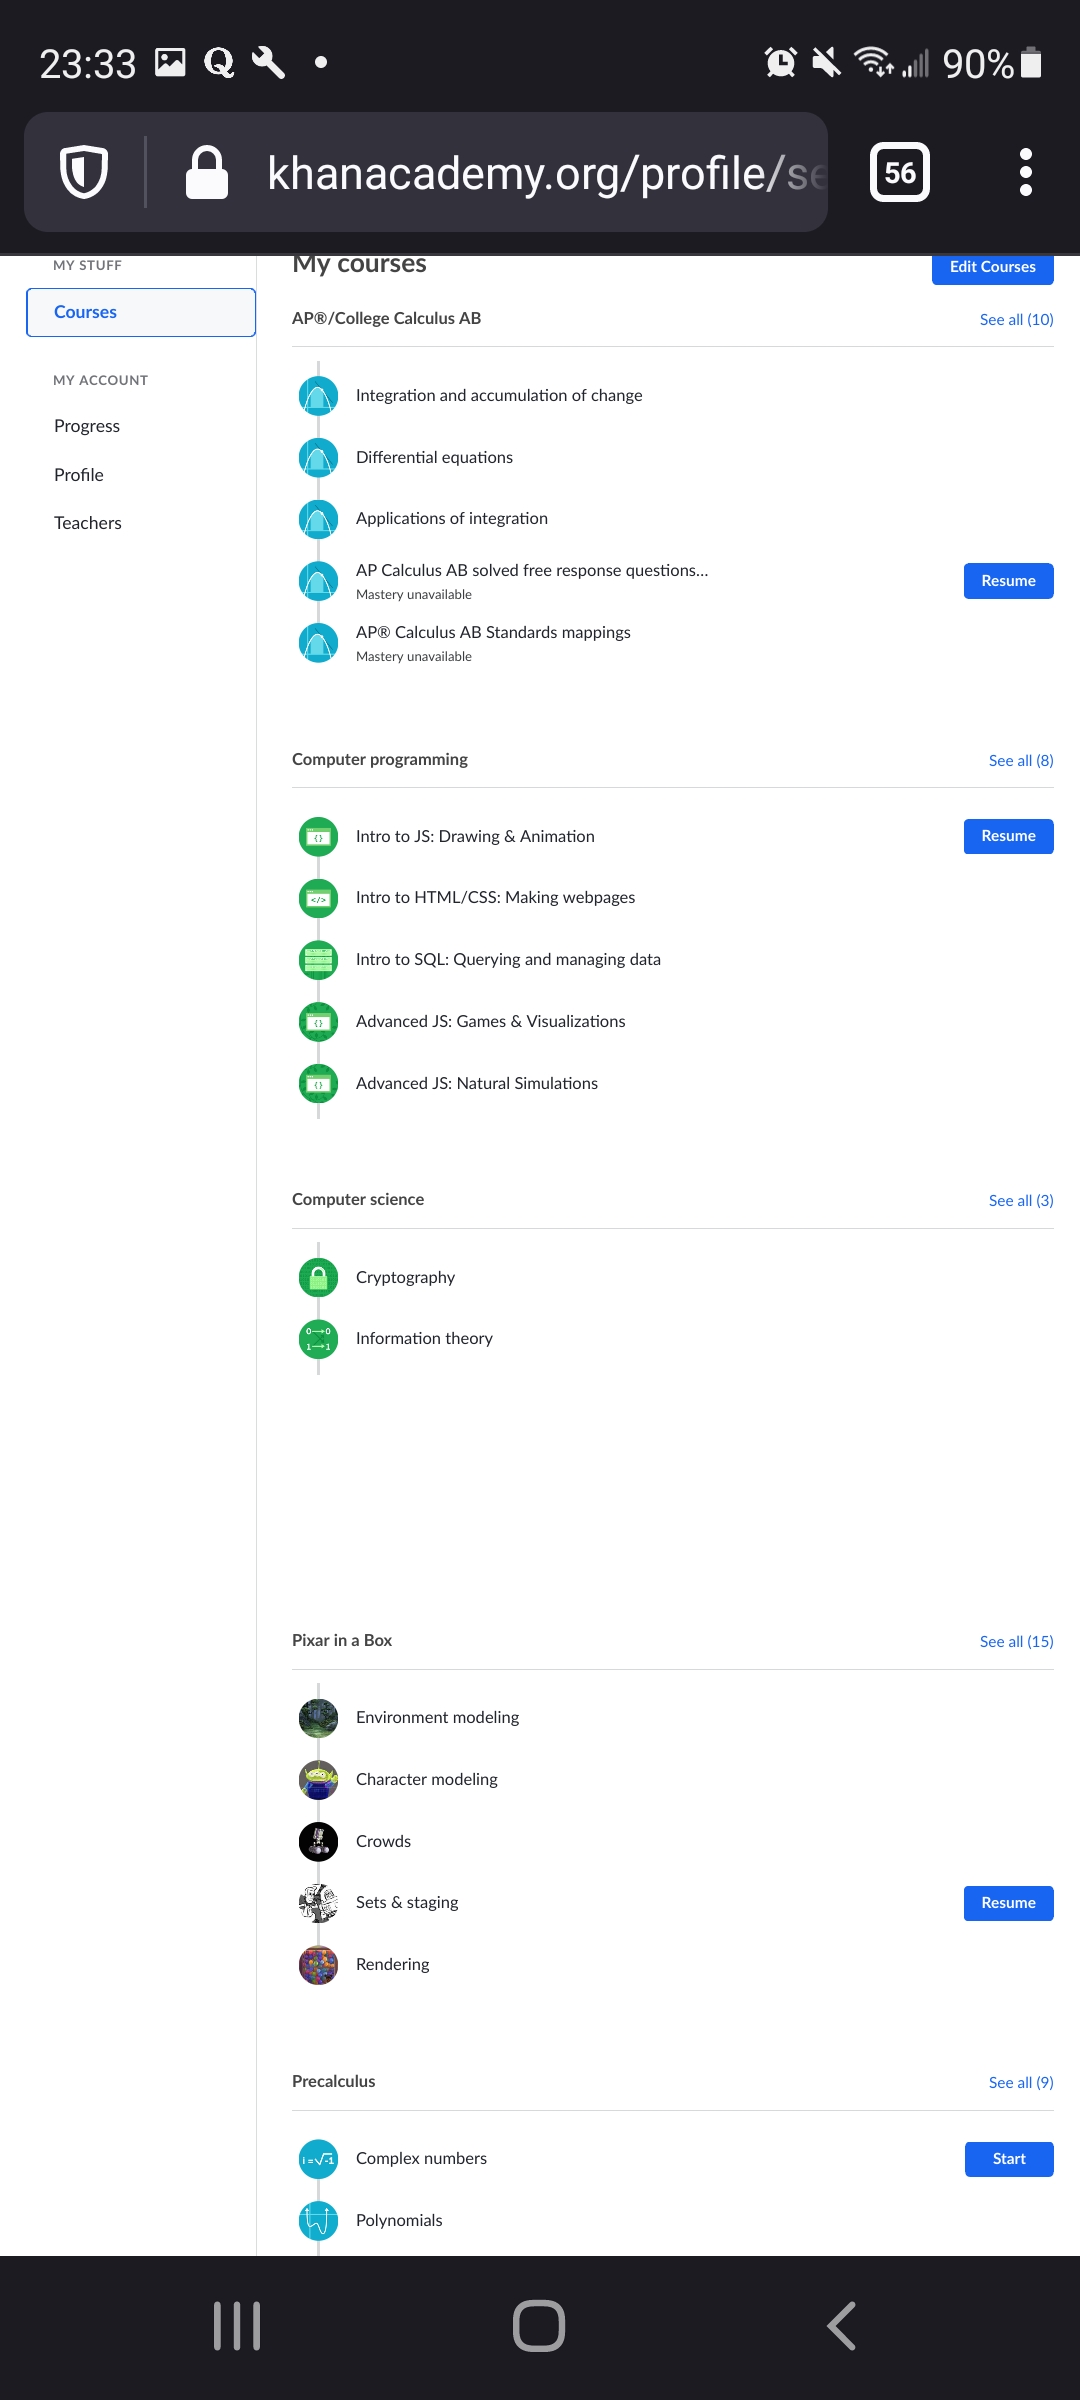 23:33
90%
khanacademy.org/profile/se
56
MY STUFF
Courses
MY ACCOUNT
Progress
Profile
Teachers
My courses
Edit Courses
AP®/College Calculus AB
See all (10)
Integration and accumulation of change
Differential equations
Applications of integration
AP Calculus AB solved free response questions...
Mastery unavailable
Resume
AP® Calculus AB Standards mappings
Mastery unavailable
Computer programming
See all (8)
Intro to JS: Drawing & Animation
Resume
Intro to HTML/CSS: Making webpages
Intro to SQL: Querying and managing data
Advanced JS: Games & Visualizations
Advanced JS: Natural Simulations
Computer science
See all (3)
Cryptography
Information theory
Pixar in a Box
See all (15)
Environment modeling
Character modeling
Crowds
Sets & staging
Resume
Rendering
Precalculus
See all (9)
i=√-1
Complex numbers
Start
Polynomials